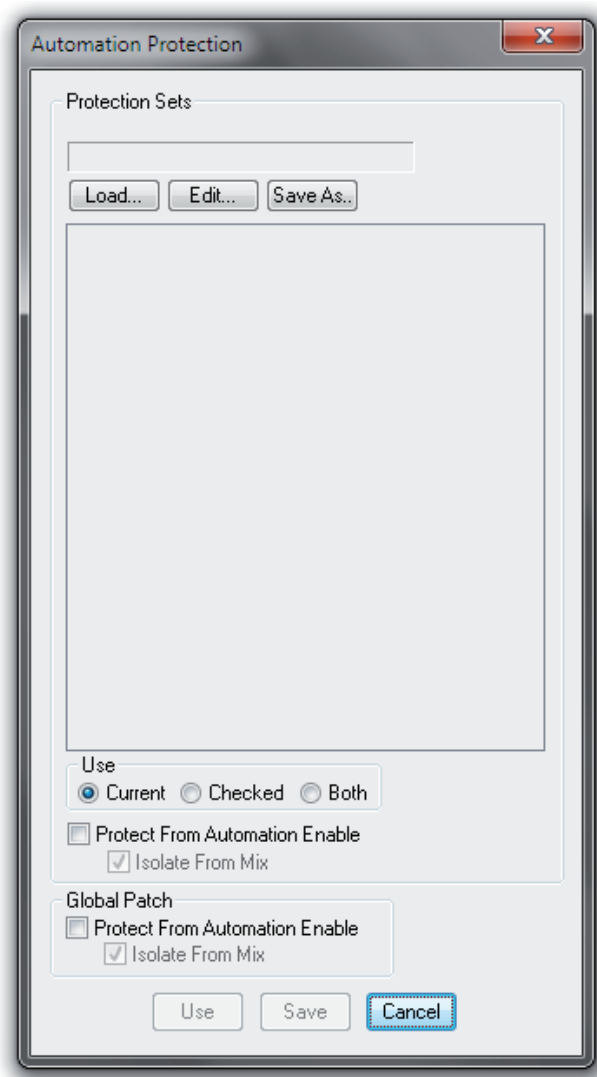 Automation Protection
Protection Sets
Load... Edit... Save As..
Use
Current Checked Both
Protect From Automation Enable
Isolate From Mix
Global Patch
Protect From Automation Enable
Isolate From Mix
Use Save Cancel